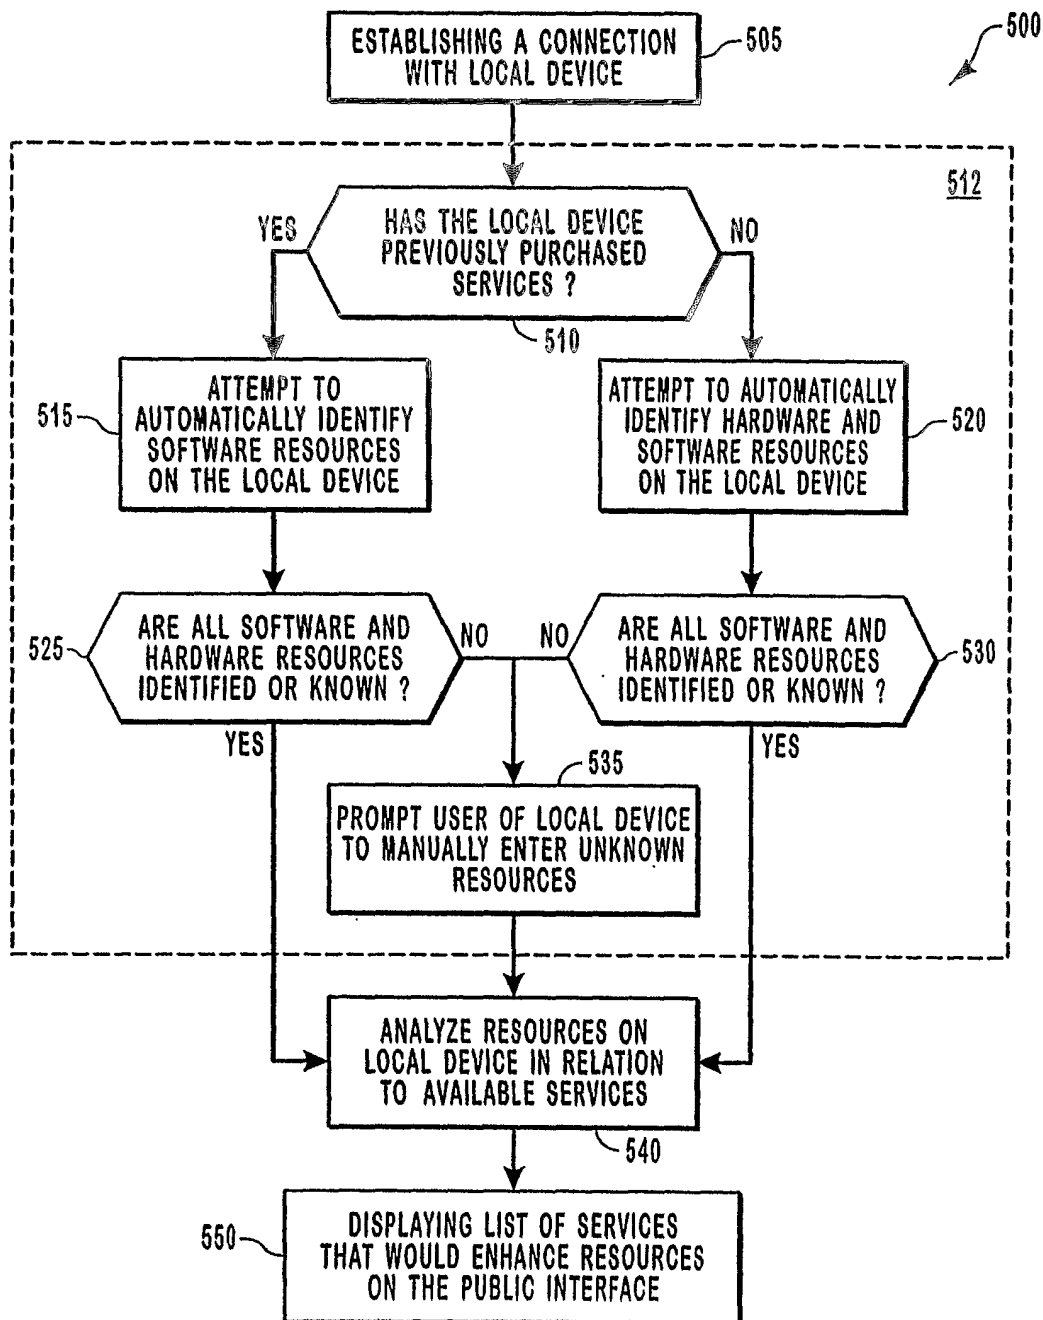 ESTABLISHING A CONNECTION
WITH LOCAL DEVICE
505
500
512
HAS THE LOCAL DEVICE
PREVIOUSLY PURCHASED
SERVICES ?
YES
NO
510
515
ATTEMPT TO
AUTOMATICALLY IDENTIFY
SOFTWARE RESOURCES
ON THE LOCAL DEVICE
ATTEMPT TO AUTOMATICALLY
IDENTIFY HARDWARE AND
SOFTWARE RESOURCES
ON THE LOCAL DEVICE
520
525
ARE ALL SOFTWARE AND
HARDWARE RESOURCES
IDENTIFIED OR KNOWN ?
NO
NO
ARE ALL SOFTWARE AND
HARDWARE RESOURCES
IDENTIFIED OR KNOWN ?
530
YES
YES
535
PROMPT USER OF LOCAL DEVICE
TO MANUALLY ENTER UNKNOWN
RESOURCES
ANALYZE RESOURCES ON
LOCAL DEVICE IN RELATION
TO AVAILABLE SERVICES
540
550
DISPLAYING LIST OF SERVICES
THAT WOULD ENHANCE RESOURCES
ON THE PUBLIC INTERFACE